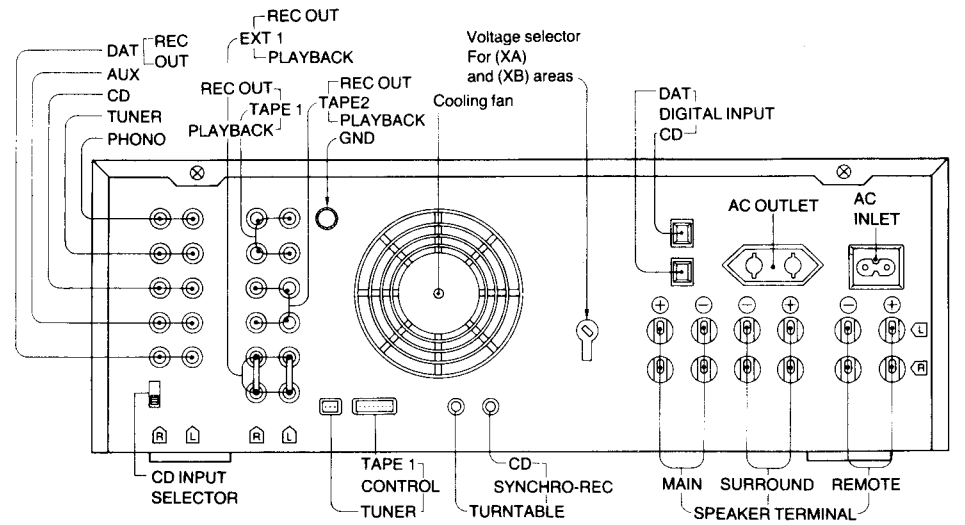 REC OUT
EXT 1
PLAYBACK
REC
DAT
OUT
AUX
CD
TUNER
PHONO
REC OUT
TAPE 1
PLAYBACK
REC OUT
TAPE2
PLAYBACK
GND
Cooling fan
Voltage selector
For (XA)
and (XB) areas
DAT
DIGITAL INPUT
CD
AC OUTLET
AC
INLET
+ − − + − +
L
R
R L R L
CD INPUT
SELECTOR
TAPE 1
CONTROL
TUNER
CD
SYNCHRO-REC
TURNTABLE
MAIN SURROUND REMOTE
SPEAKER TERMINAL